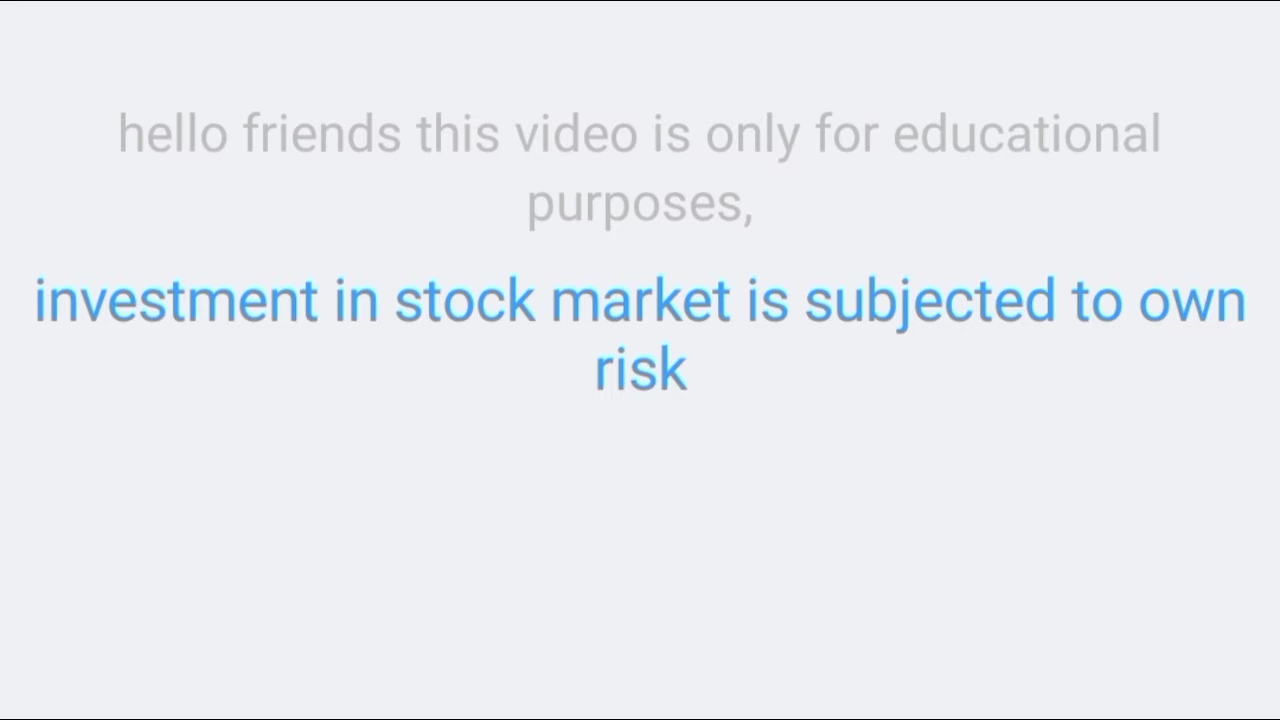 hello friends this video is only for educational
purposes,
investment in stock market is subjected to own
risk